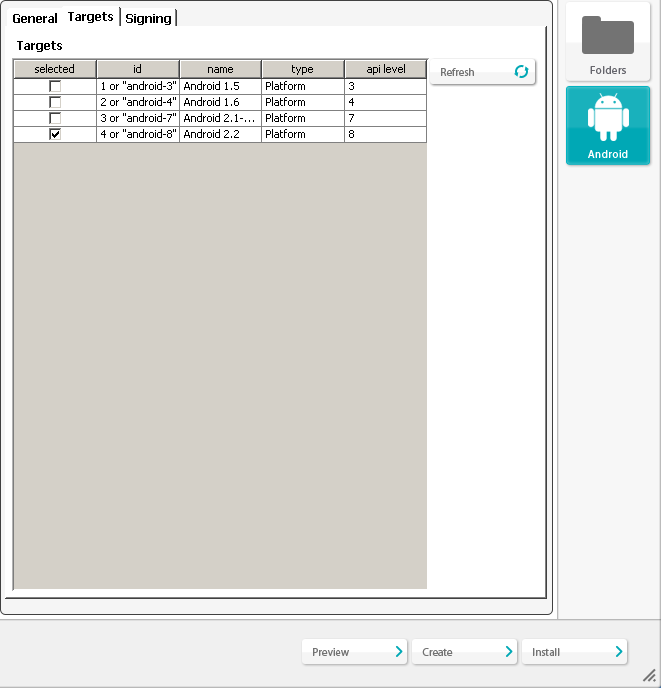 General Targets Signing
Targets
selected id name type api level
1 or "android-3" Android 1.5 Platform 3
2 or "android-4" Android 1.6 Platform 4
3 or "android-7" Android 2.1-... Platform 7
4 or "android-8" Android 2.2 Platform 8
Refresh
Folders
Android
Preview Create Install